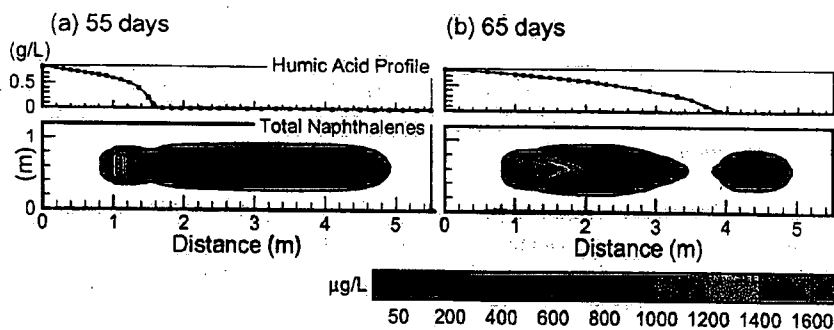 (a) 55 days
(b) 65 days
(g/L)
0.5
0
Humic Acid Profile
Total Naphthalenes
1
(m)
0
0 1 2 3 4 5
0 1 2 3 4 5
Distance (m)
Distance (m)
µg/L
50 200 400 600 800 1000 1200 1400 1600